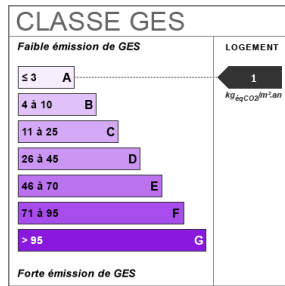 CLASSE GES
Faible émission de GES
LOGEMENT
≤ 3 A
1
kgéqCO2/m².an
4 à 10 B
11 à 25 C
26 à 45 D
46 à 70 E
71 à 95 F
> 95 G
Forte émission de GES